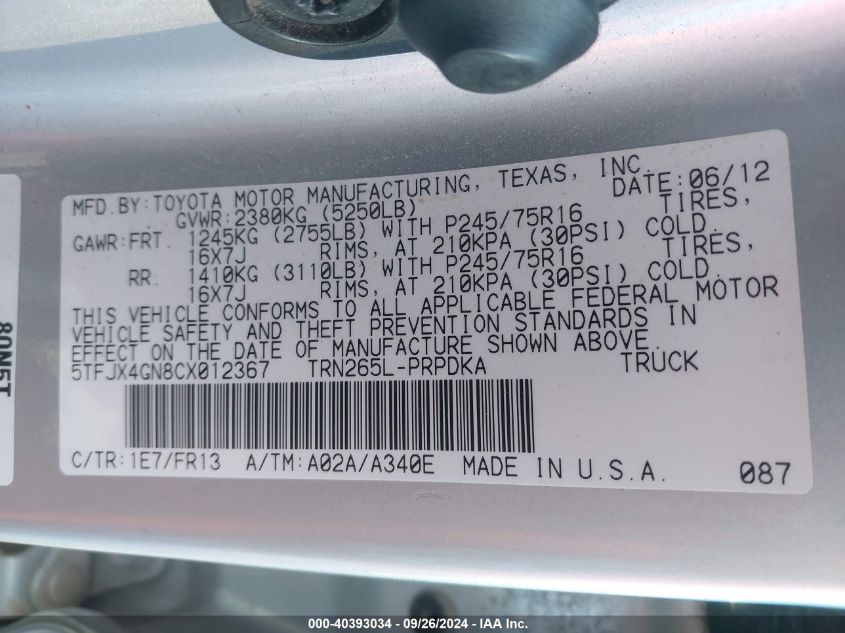 MFD.BY:TOYOTA MOTOR MANUFACTURING, TEXAS, INC.
DATE:06/12
GVWR:2380KG (5250LB)
GAWR:FRT. 1245KG (2755LB) WITH P245/75R16 TIRES,
16X7J RIMS, AT 210KPA (30PSI) COLD.
RR. 1410KG (3110LB) WITH P245/75R16 TIRES,
16X7J RIMS, AT 210KPA (30PSI) COLD.
THIS VEHICLE CONFORMS TO ALL APPLICABLE FEDERAL MOTOR
VEHICLE SAFETY AND THEFT PREVENTION STANDARDS IN
EFFECT ON THE DATE OF MANUFACTURE SHOWN ABOVE.
5TFJX4GN8CX012367 TRN265L-PRPDKA TRUCK
C/TR:1E7/FR13 A/TM:A02A/A340E MADE IN U.S.A. 087
8QN5T
000-40393034 - 09/26/2024 - IAA Inc.